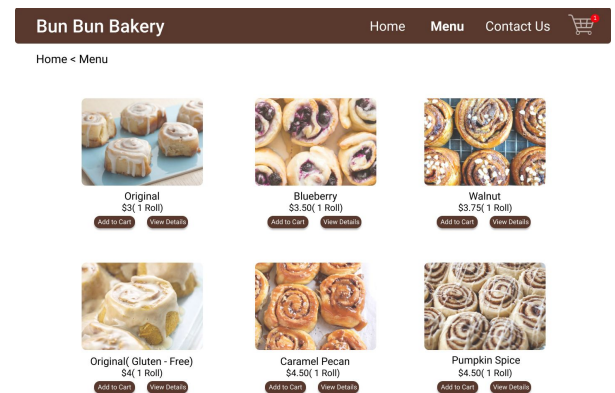 Bun Bun Bakery Home Menu Contact Us 1
Home < Menu
Original Blueberry Walnut
$3( 1 Roll) $3.50( 1 Roll) $3.75( 1 Roll)
Add to Cart View Details Add to Cart View Details Add to Cart View Details
Original( Gluten - Free) Caramel Pecan Pumpkin Spice
$4( 1 Roll) $4.50( 1 Roll) $4.50( 1 Roll)
Add to Cart View Details Add to Cart View Details Add to Cart View Details